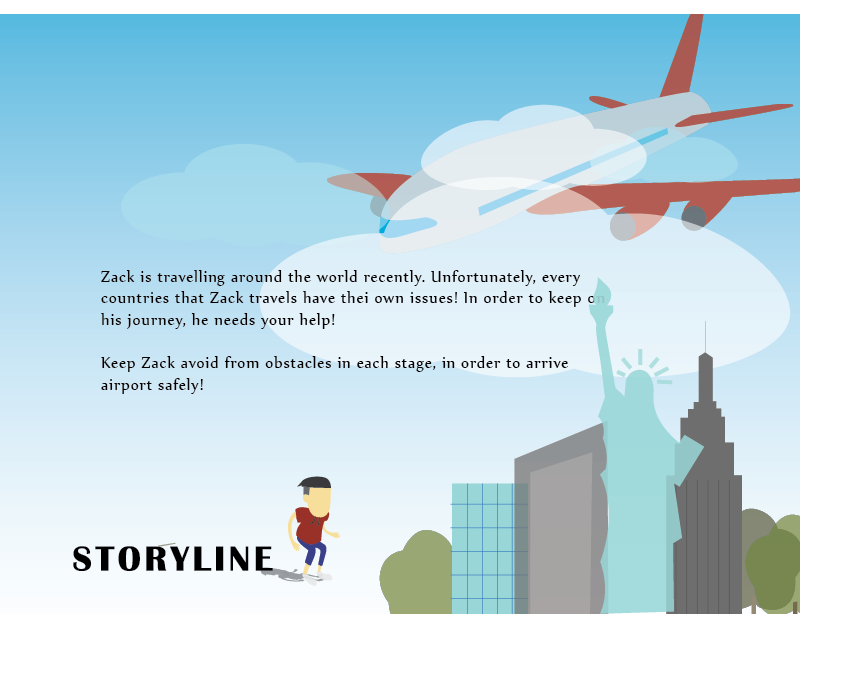 Zack is travelling around the world recently. Unfortunately, every
countries that Zack travels have thei own issues! In order to keep on
his journey, he needs your help!
Keep Zack avoid from obstacles in each stage, in order to arrive
airport safely!
STORYLINE